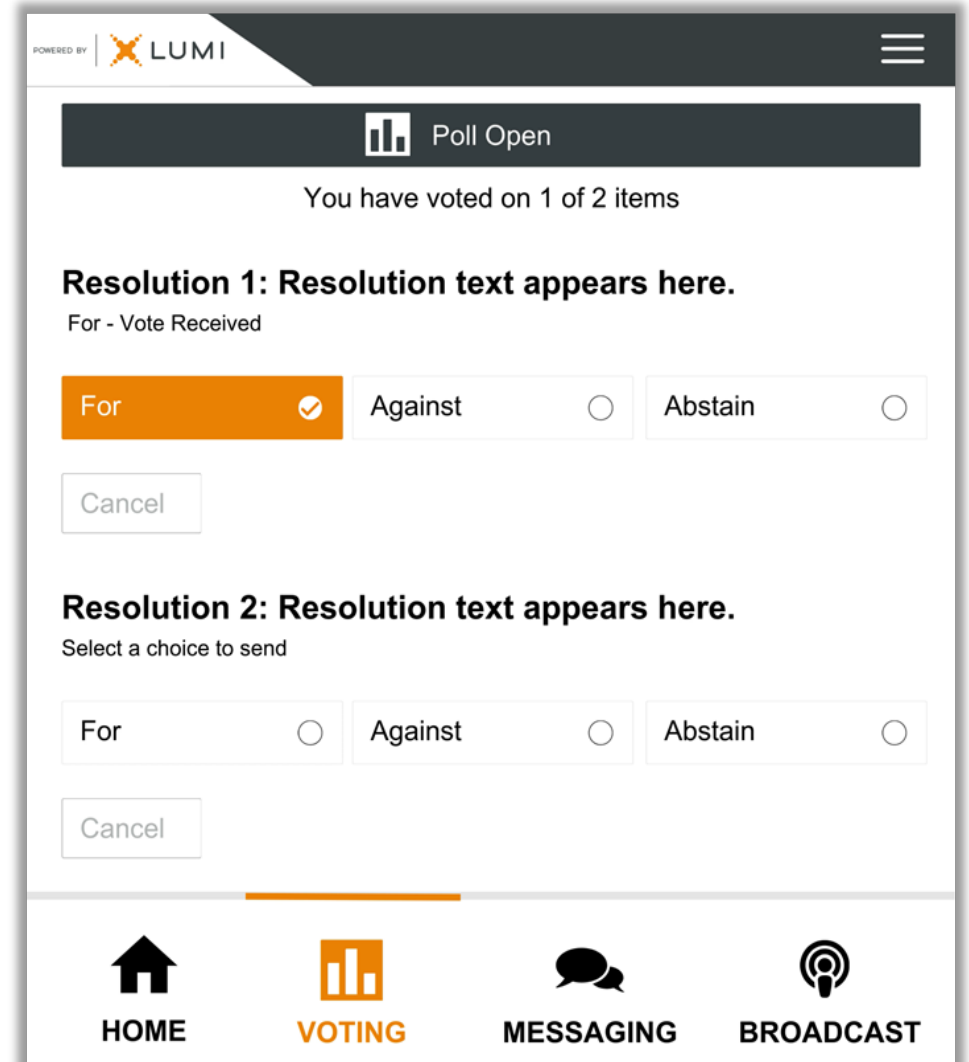 POWERED BY LUMI
Poll Open
You have voted on 1 of 2 items
Resolution 1: Resolution text appears here.
For - Vote Received
For Against Abstain
Cancel
Resolution 2: Resolution text appears here.
Select a choice to send
For Against Abstain
Cancel
HOME VOTING MESSAGING BROADCAST